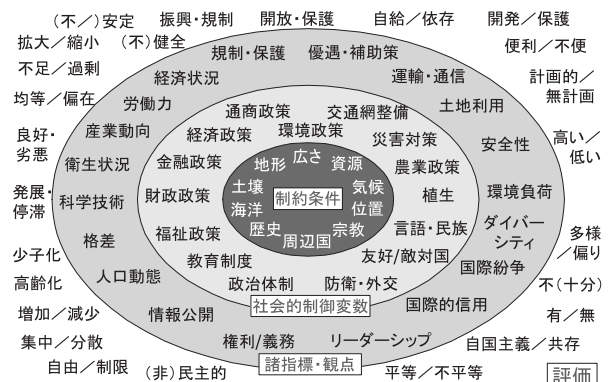 (不／)安定 振興・規制 開放・保護 自給／依存 開発／保護
拡大／縮小 (不)健全 便利／不便
規制・保護 優遇・補助策
不足／過剰 経済状況 運輸・通信 計画的／
無計画
均等／偏在 労働力 土地利用
通商政策 交通網整備
良好・
劣悪
産業動向 経済政策 環境政策 災害対策 安全性 高い／
低い
衛生状況 金融政策 地形 広さ 資源 農業政策
発展・
停滞
科学技術 財政政策 土壌 制約条件 気候 植生 環境負荷
海洋 位置
格差 福祉政策 歴史 周辺国 宗教 言語・民族 ダイバー
シティ
多様
／偏り
少子化 教育制度 友好/敵対国
高齢化 人口動態 政治体制 防衛・外交 国際紛争 不(十分)
社会的制御変数
増加／減少 情報公開 国際的信用 有／無
集中／分散 権利/義務 リーダーシップ 自国主義／共存
諸指標・観点
自由／制限 (非)民主的 平等／不平等 評価